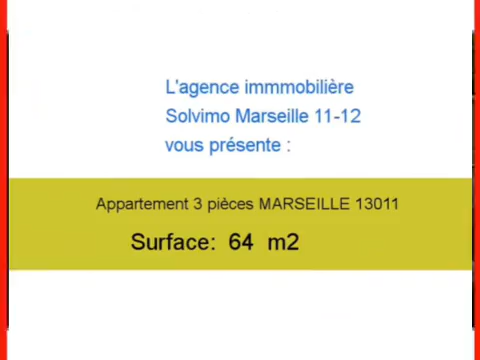 L'agence immmobilière
Solvimo Marseille 11-12
vous présente :
Appartement 3 pièces MARSEILLE 13011
Surface: 64 m2